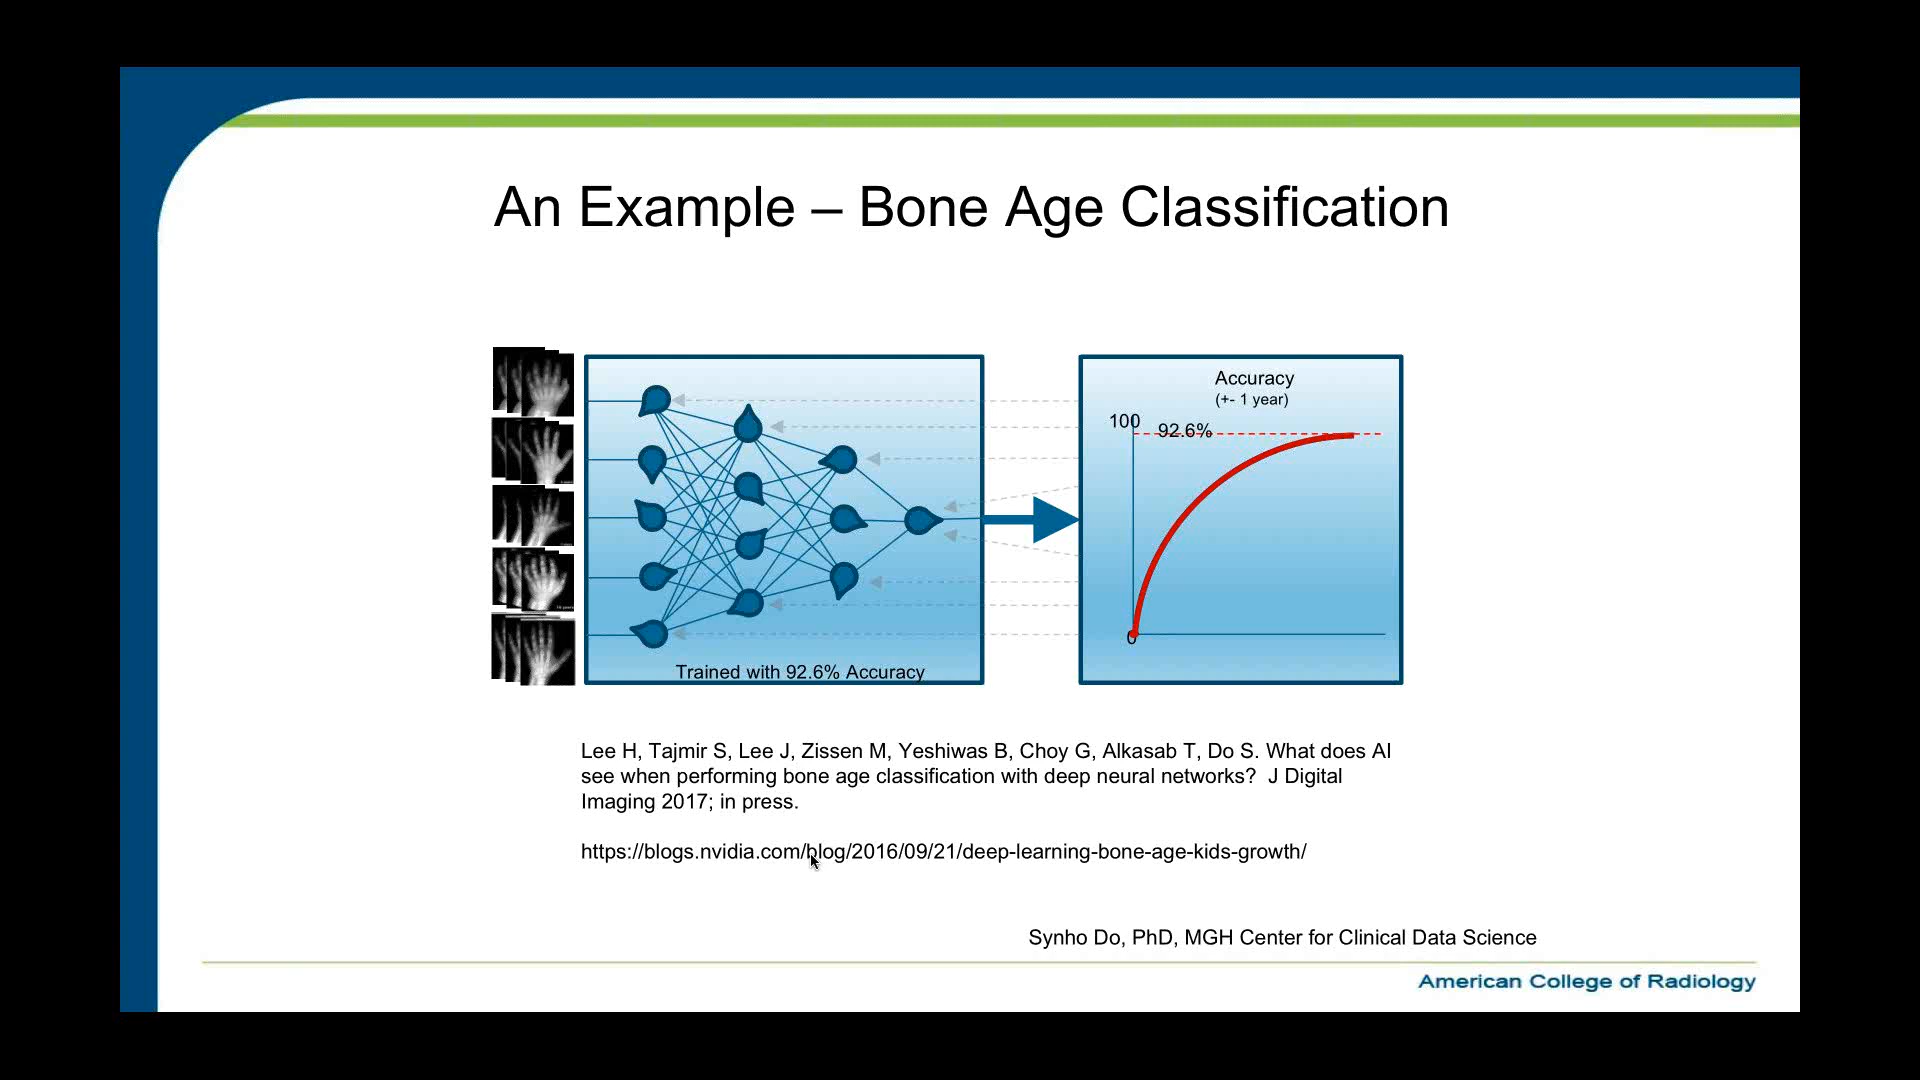 An Example – Bone Age Classification
Accuracy
(+- 1 year)
100
92.6%
0
Trained with 92.6% Accuracy
Lee H, Tajmir S, Lee J, Zissen M, Yeshiwas B, Choy G, Alkasab T, Do S. What does AI
see when performing bone age classification with deep neural networks?  J Digital
Imaging 2017; in press.
https://blogs.nvidia.com/blog/2016/09/21/deep-learning-bone-age-kids-growth/
Synho Do, PhD, MGH Center for Clinical Data Science
American College of Radiology